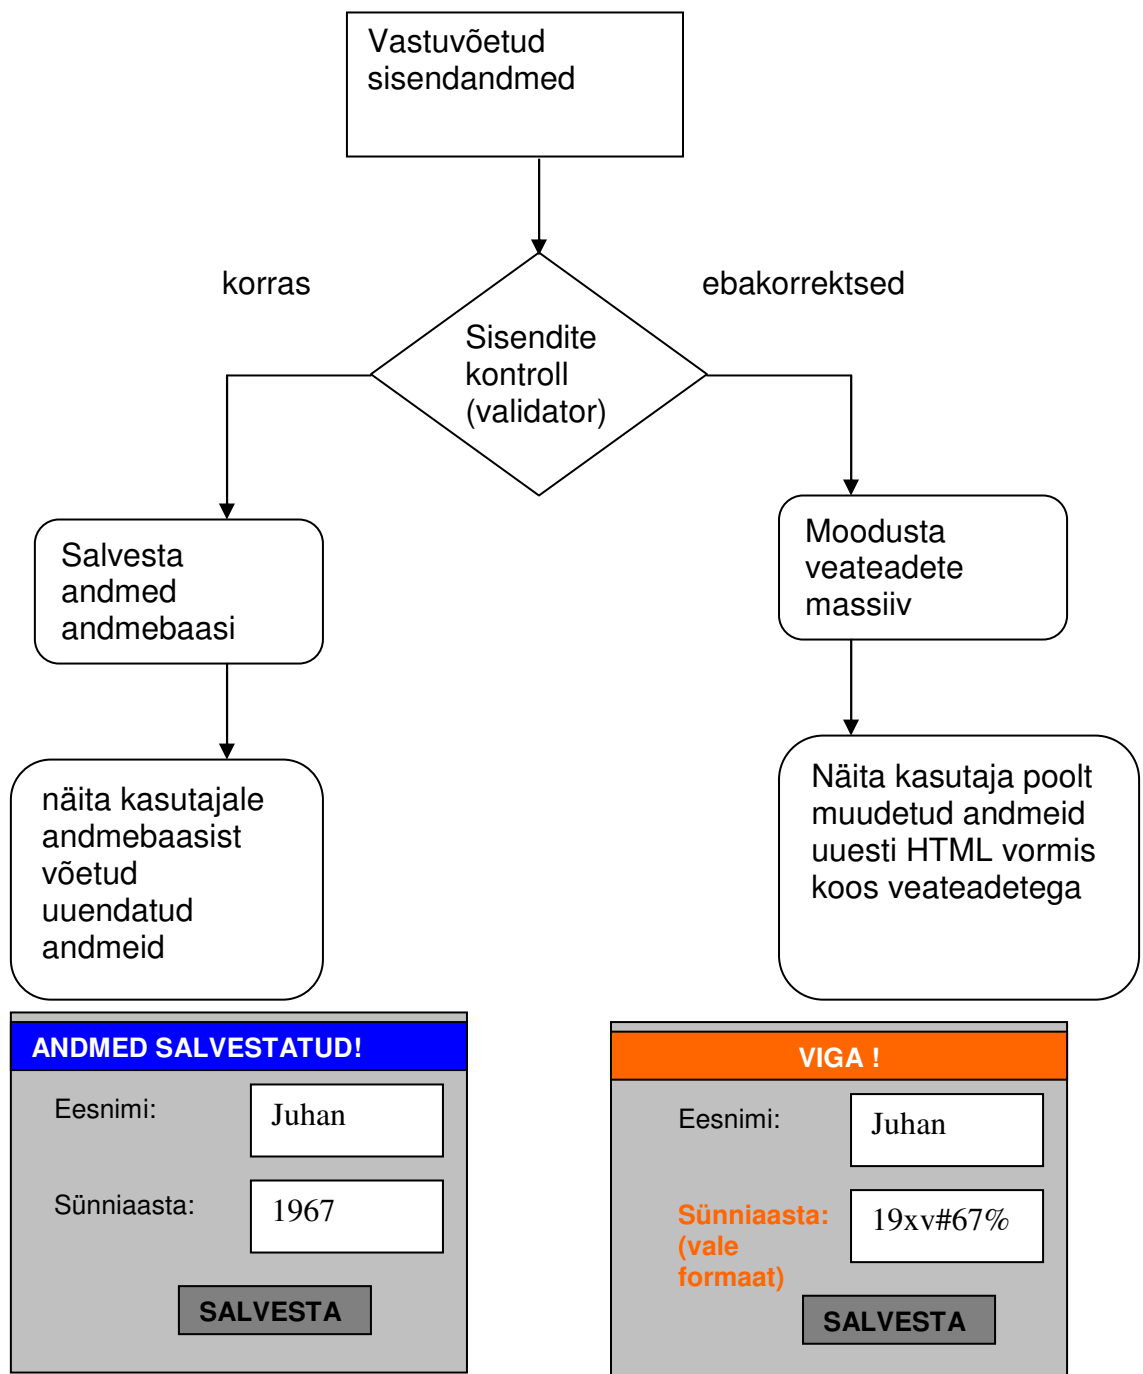 Vastuvõetud
sisendandmed
korras
ebakorrektsed
Sisendite
kontroll
(validator)
Salvesta
andmed
andmebaasi
Moodusta
veateadete
massiiv
näita kasutajale
andmebaasist
võetud
uuendatud
andmeid
Näita kasutaja poolt
muudetud andmeid
uuesti HTML vormis
koos veateadetega
ANDMED SALVESTATUD!
Eesnimi:
Juhan
Sünniaasta:
1967
SALVESTA
VIGA !
Eesnimi:
Juhan
Sünniaasta:
(vale
formaat)
19xv#67%
SALVESTA